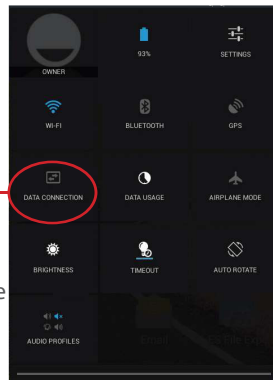 93%
OWNER
SETTINGS
WI-FI
BLUETOOTH
GPS
DATA CONNECTION
DATA USAGE
AIRPLANE MODE
BRIGHTNESS
TIMEOUT
AUTO ROTATE
e
AUDIO PROFILES
Email